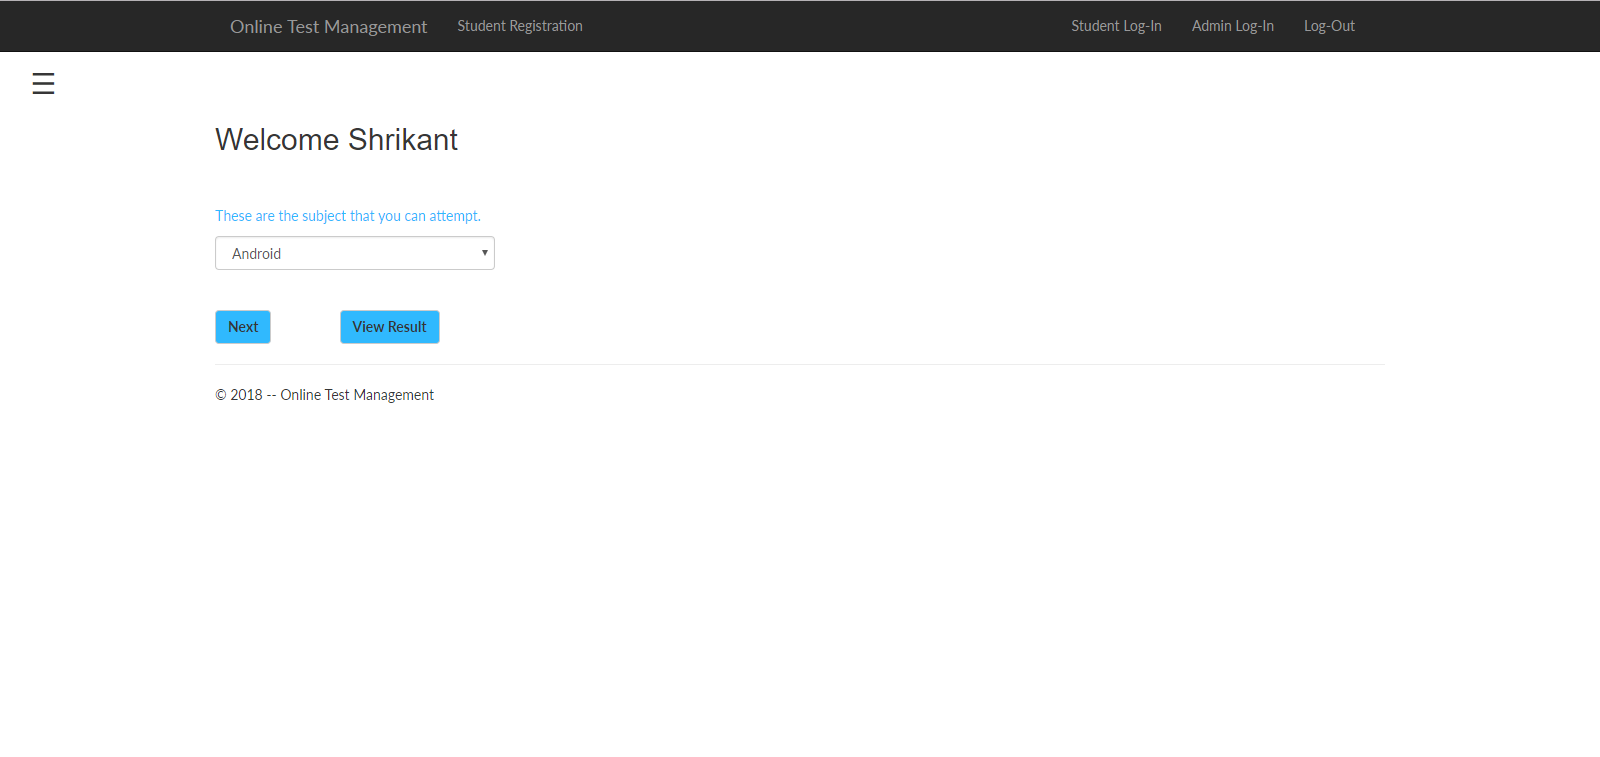 Online Test Management Student Registration Student Log-In Admin Log-In Log-Out
Welcome Shrikant
These are the subject that you can attempt.
Android
Next View Result
© 2018 -- Online Test Management